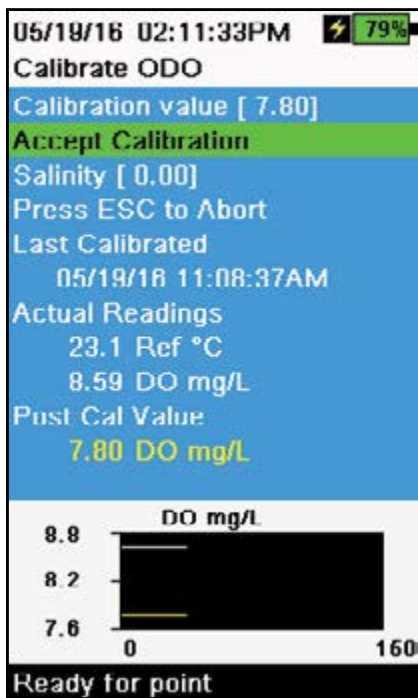 05/19/16 02:11:33PM 79%
Calibrate ODO
Calibration value [ 7.80]
Accept Calibration
Salinity [ 0.00]
Press ESC to Abort
Last Calibrated
05/19/16 11:08:37AM
Actual Readings
23.1 Ref °C
8.59 DO mg/L
Post Cal Value
7.80 DO mg/L
DO mg/L
8.8
8.2
7.6
0 160
Ready for point